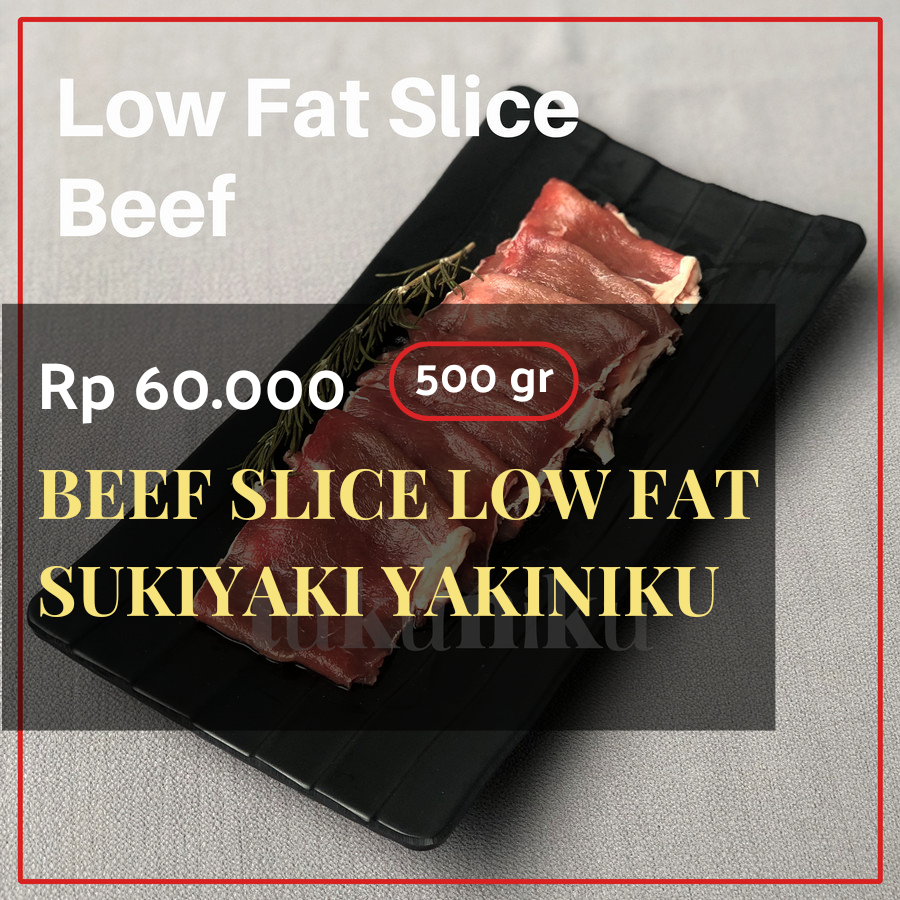 Low Fat Slice
Beef
Rp 60.000
500 gr
BEEF SLICE LOW FAT
SUKIYAKI YAKINIKU